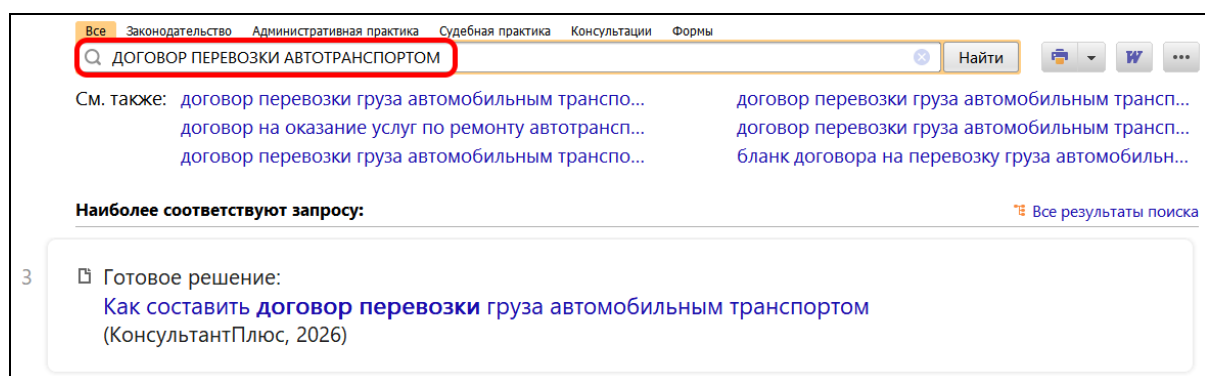 Все Законодательство Административная практика Судебная практика Консультации Формы
ДОГОВОР ПЕРЕВОЗКИ АВТОТРАНСПОРТОМ Найти W
См. также: договор перевозки груза автомобильным транспо... договор перевозки груза автомобильным трансп...
договор на оказание услуг по ремонту автотрансп... договор перевозки груза автомобильным трансп...
договор перевозки груза автомобильным транспо... бланк договора на перевозку груза автомобильн...
Наиболее соответствуют запросу: Все результаты поиска
3 Готовое решение:
Как составить договор перевозки груза автомобильным транспортом
(КонсультантПлюс, 2026)